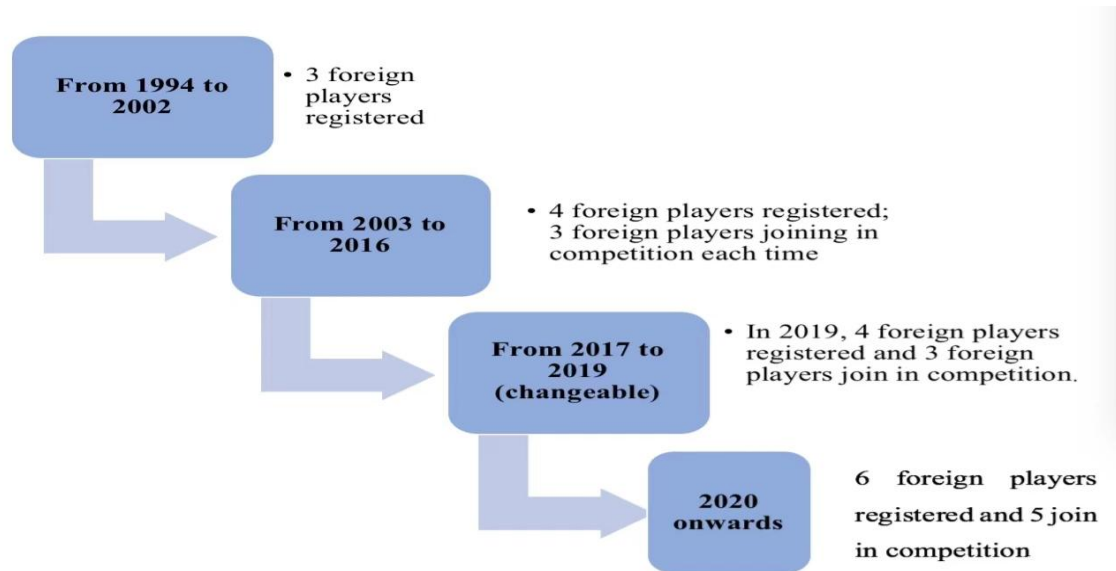 From 1994 to
2002
• 3 foreign
players
registered
From 2003 to
2016
• 4 foreign players registered;
3 foreign players joining in
competition each time
From 2017 to
2019
(changeable)
• In 2019, 4 foreign players
registered and 3 foreign
players join in competition.
2020
onwards
6 foreign players
registered and 5 join
in competition